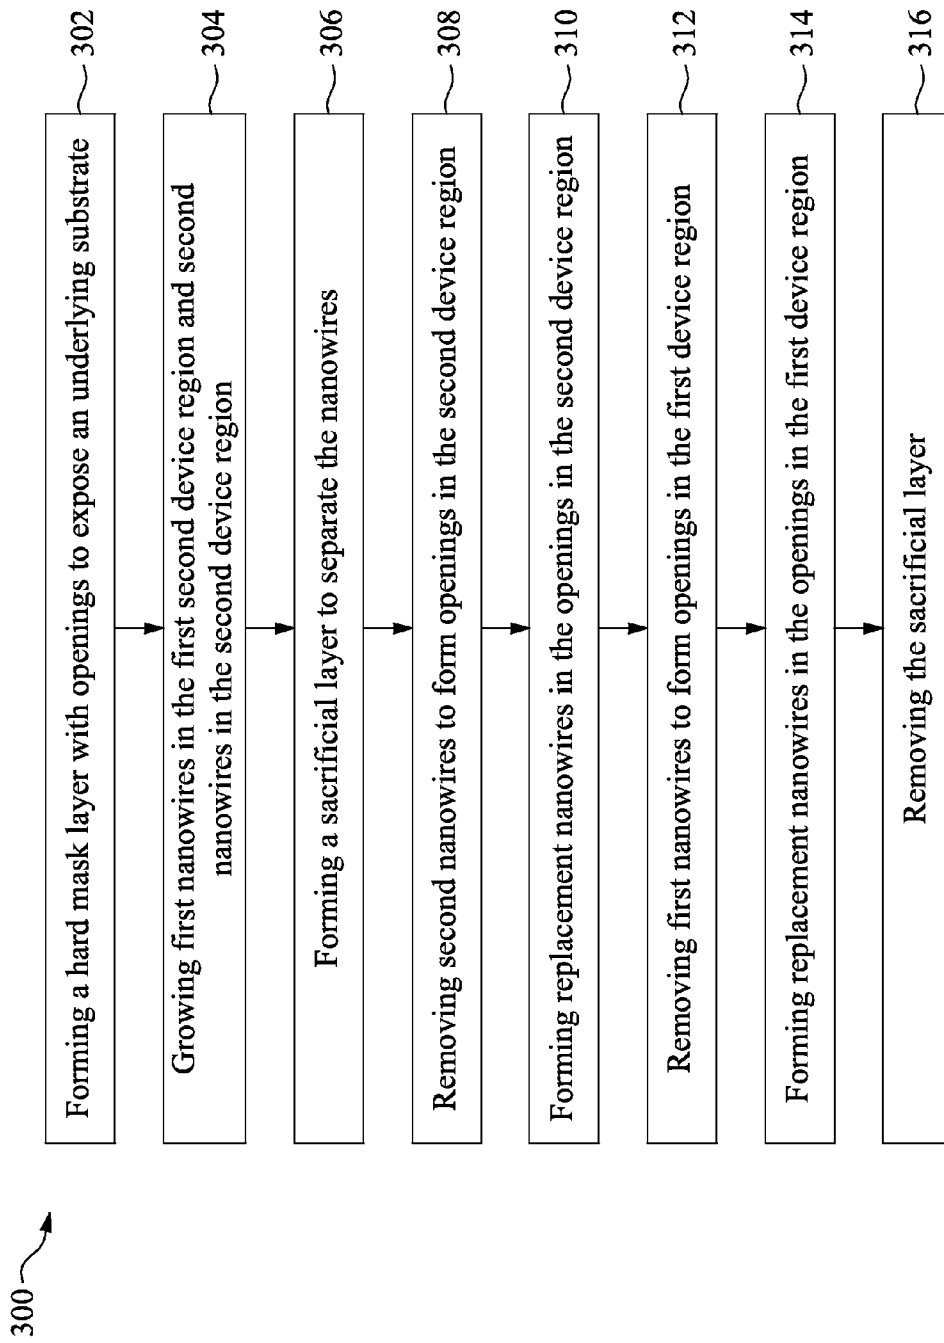 300
Forming a hard mask layer with openings to expose an underlying substrate
302
Growing first nanowires in the first second device region and second
nanowires in the second device region
304
Forming a sacrificial layer to separate the nanowires
306
Removing second nanowires to form openings in the second device region
308
Forming replacement nanowires in the openings in the second device region
310
Removing first nanowires to form openings in the first device region
312
Forming replacement nanowires in the openings in the first device region
314
Removing the sacrificial layer
316